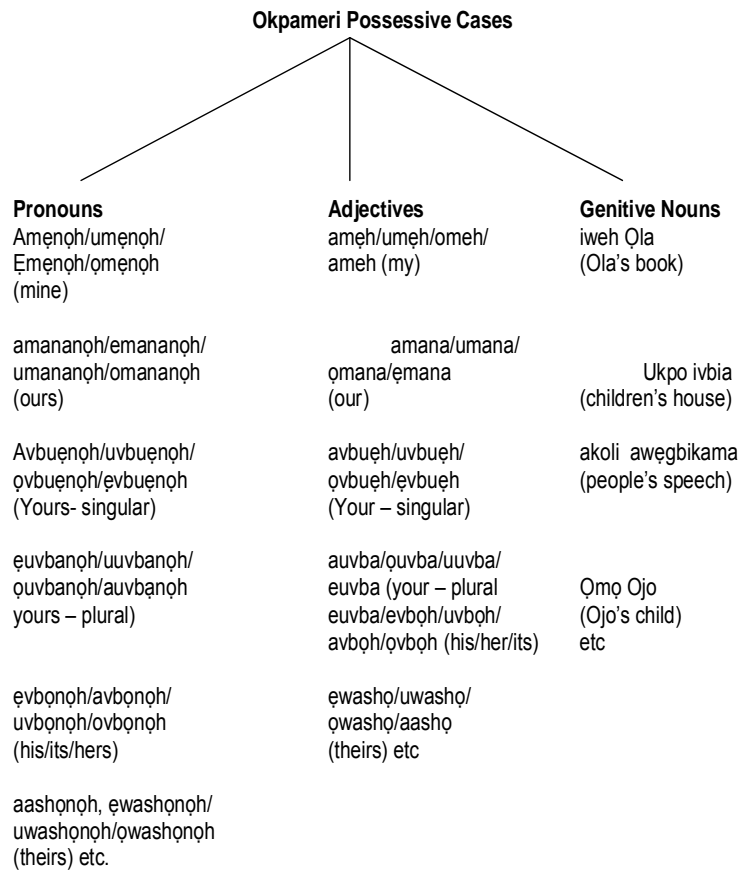 Okpameri Possessive Cases
Pronouns
Amẹnọh/umẹnọh/
Ẹmẹnọh/ọmẹnọh
(mine)
amananọh/emananọh/
umananọh/omananọh
(ours)
Avbuẹnọh/uvbuẹnọh/
ọvbuẹnọh/ẹvbuẹnọh
(Yours- singular)
ẹuvbanọh/uuvbanọh/
ọuvbanọh/auvbạnọh
yours – plural)
ẹvbọnọh/avbọnọh/
uvbọnọh/ovbọnọh
(his/its/hers)
aashọnọh, ẹwashọnọh/
uwashọnọh/ọwashọnọh
(theirs) etc.
Adjectives
amẹh/umẹh/omeh/
ameh (my)
amana/umana/
ọmana/ẹmana
(our)
avbuẹh/uvbuẹh/
ọvbuẹh/ẹvbuẹh
(Your – singular)
auvba/ọuvba/uuvba/
euvba (your – plural
euvba/evbọh/uvbọh/
avbọh/ọvbọh (his/her/its)
ẹwashọ/uwashọ/
ọwashọ/aashọ
(theirs) etc
Genitive Nouns
iweh Ọla
(Ola’s book)
Ukpo ivbia
(children’s house)
akoli awẹgbikama
(people’s speech)
Ọmọ Ojo
(Ojo’s child)
etc